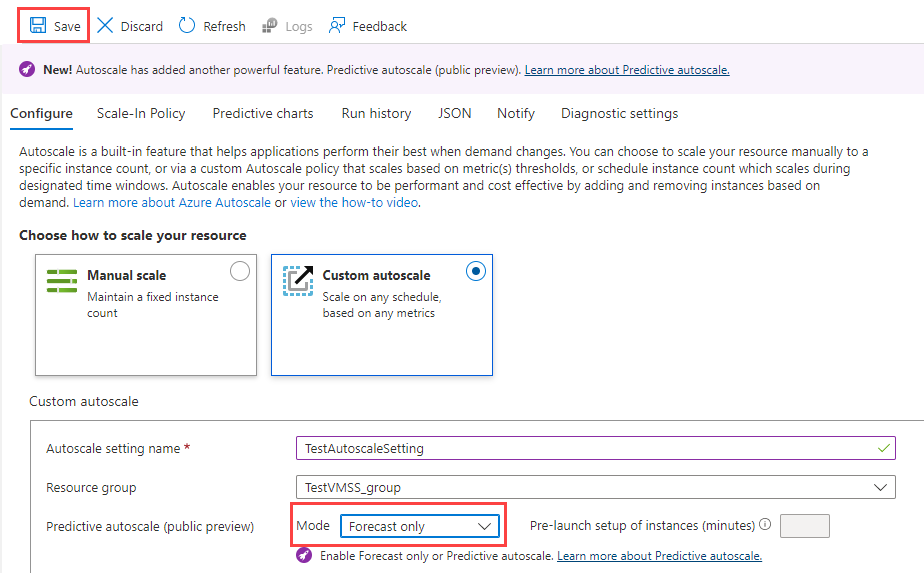 Save Discard Refresh Logs Feedback
New! Autoscale has added another powerful feature. Predictive autoscale (public preview). Learn more about Predictive autoscale.
Configure Scale-In Policy Predictive charts Run history JSON Notify Diagnostic settings
Autoscale is a built-in feature that helps applications perform their best when demand changes. You can choose to scale your resource manually to a
specific instance count, or via a custom Autoscale policy that scales based on metric(s) thresholds, or schedule instance count which scales during
designated time windows. Autoscale enables your resource to be performant and cost effective by adding and removing instances based on
demand. Learn more about Azure Autoscale or view the how-to video.
Choose how to scale your resource
Manual scale
Maintain a fixed instance
count
Custom autoscale
Scale on any schedule,
based on any metrics
Custom autoscale
Autoscale setting name * TestAutoscaleSetting
Resource group TestVMSS_group
Predictive autoscale (public preview) Mode Forecast only Pre-launch setup of instances (minutes)
Enable Forecast only or Predictive autoscale. Learn more about Predictive autoscale.